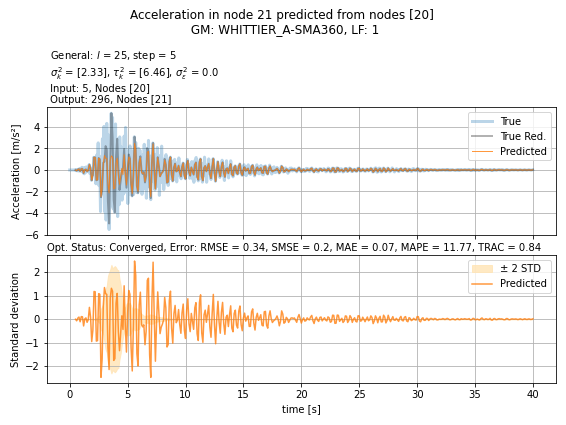 Acceleration in node 21 predicted from nodes [20]
GM: WHITTIER_A-SMA360, LF: 1
General: l = 25, step = 5
σ²ₖ = [2.33], τ²ₖ = [6.46], σ²ε = 0.0
Input: 5, Nodes [20]
Output: 296, Nodes [21]
True
True Red.
Predicted
Acceleration [m/s²]
4
2
0
−2
−4
−6
Opt. Status: Converged, Error: RMSE = 0.34, SMSE = 0.2, MAE = 0.07, MAPE = 11.77, TRAC = 0.84
± 2 STD
Predicted
Standard deviation
2
1
0
−1
−2
0 5 10 15 20 25 30 35 40
time [s]